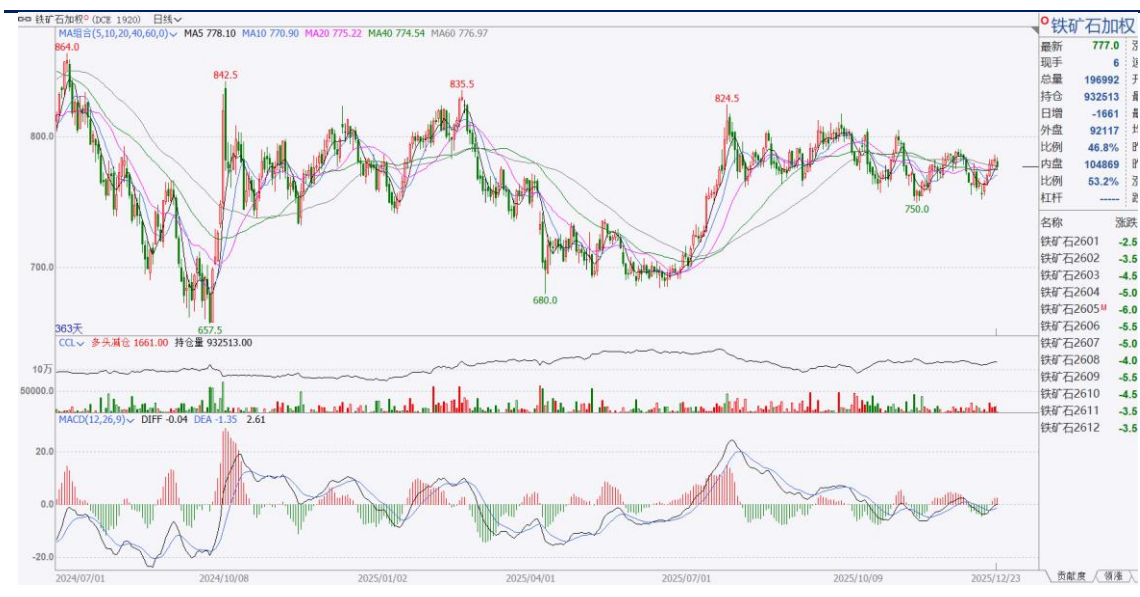 铁矿石加权 (DCE 1920) 日线
MA组合(5,10,20,40,60,0) MA5 778.10 MA10 770.90 MA20 775.22 MA40 774.54 MA60 776.97
864.0
842.5
835.5
824.5
800.0
750.0
700.0
680.0
657.5
363天
CCL 多头减仓 1661.00 持仓量 932513.00
10万
50000.0
MACD(12,26,9) DIFF -0.04 DEA -1.35 2.61
20.0
0.0
-20.0
2024/07/01 2024/10/08 2025/01/02 2025/04/01 2025/07/01 2025/10/09 2025/12/23
铁矿石加权
最新 777.0
现手 6
总量 196992
持仓 932513
日增 -1661
外盘 92117
比例 46.8%
内盘 104869
比例 53.2%
杠杆 -----
名称 涨跌
铁矿石2601 -2.5
铁矿石2602 -3.5
铁矿石2603 -4.5
铁矿石2604 -5.0
铁矿石2605M -6.0
铁矿石2606 -5.5
铁矿石2607 -5.0
铁矿石2608 -4.0
铁矿石2609 -5.5
铁矿石2610 -4.5
铁矿石2611 -3.5
铁矿石2612 -3.5
贡献度 领涨